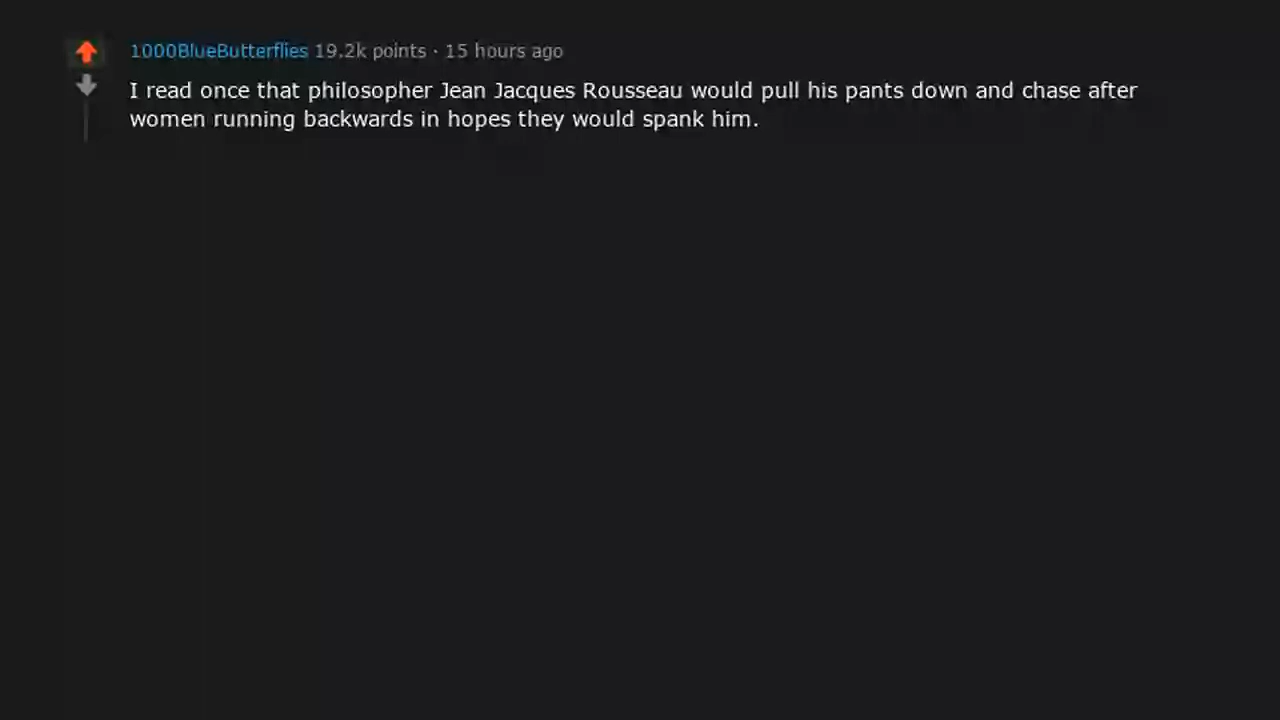 1000BlueButterflies 19.2k points · 15 hours ago
I read once that philosopher Jean Jacques Rousseau would pull his pants down and chase after
women running backwards in hopes they would spank him.